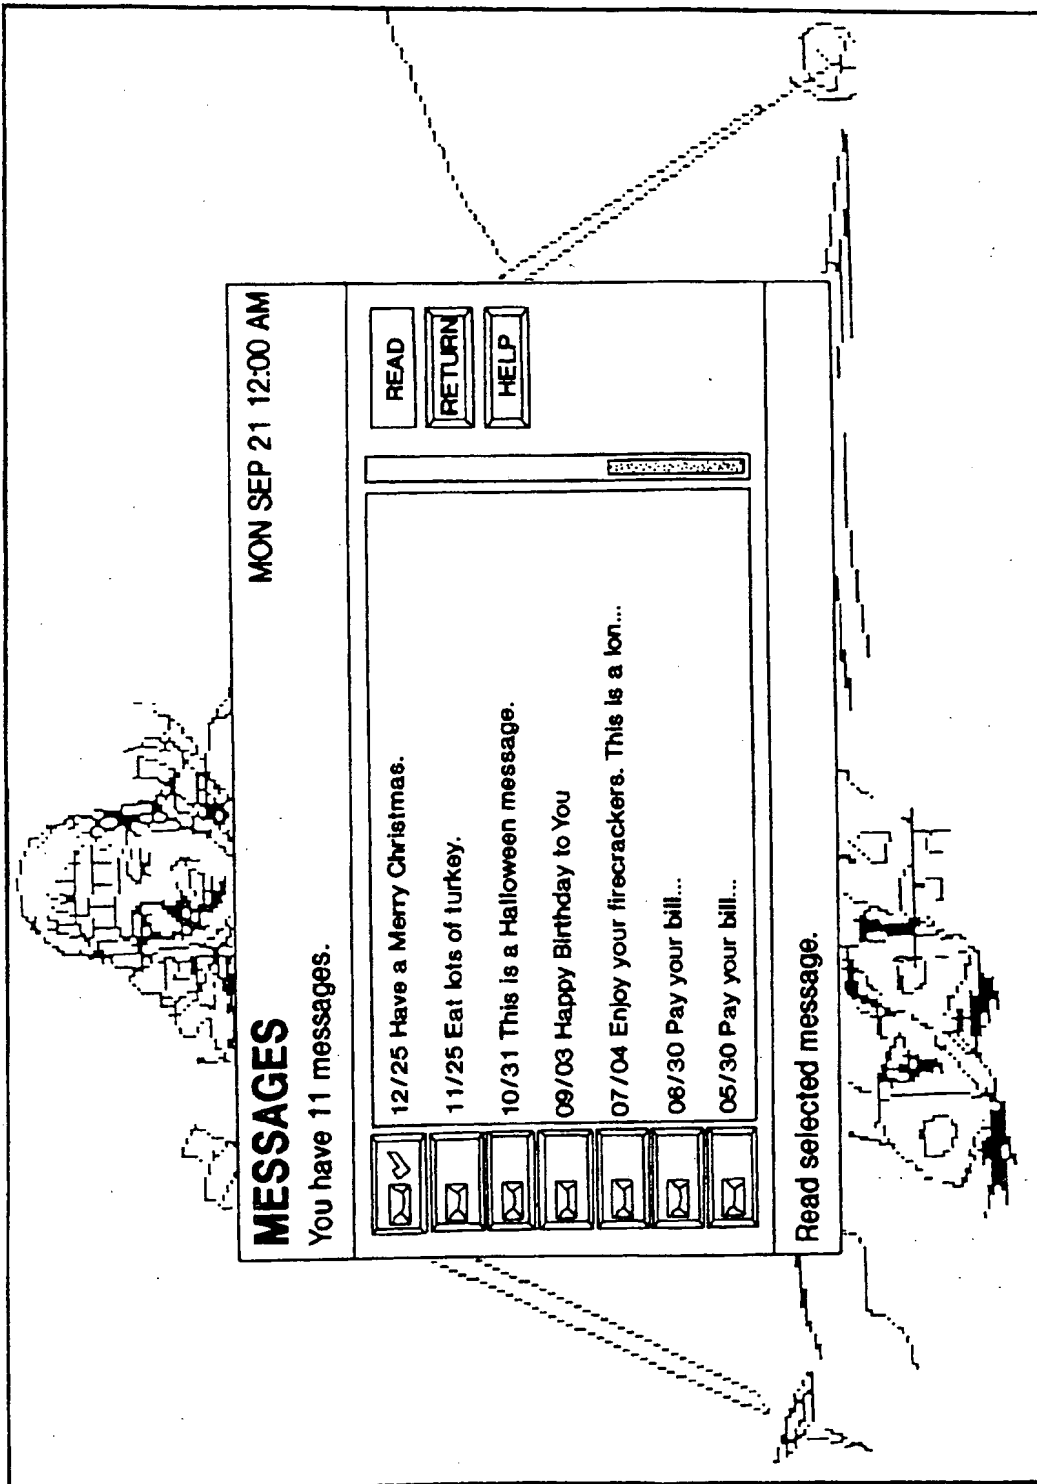 MESSAGES MON SEP 21 12:00 AM
You have 11 messages.
12/25 Have a Merry Christmas.
11/25 Eat lots of turkey.
10/31 This is a Halloween message.
09/03 Happy Birthday to You
07/04 Enjoy your firecrackers. This is a lon...
06/30 Pay your bill...
05/30 Pay your bill...
READ
RETURN
HELP
Read selected message.